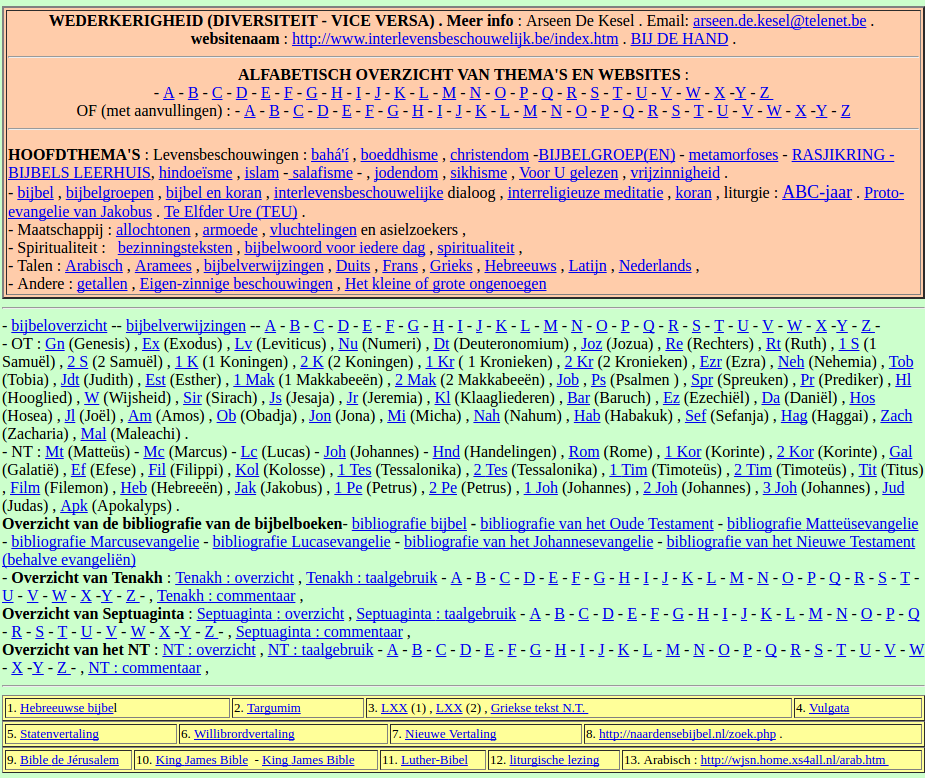 WEDERKERIGHEID (DIVERSITEIT - VICE VERSA) . Meer info : Arseen De Kesel . Email: arseen.de.kesel@telenet.be .
websitenaam : http://www.interlevensbeschouwelijk.be/index.htm . BIJ DE HAND .
ALFABETISCH OVERZICHT VAN THEMA'S EN WEBSITES :
- A - B - C - D - E - F - G - H - I - J - K - L - M - N - O - P - Q - R - S - T - U - V - W - X -Y - Z
OF (met aanvullingen) : - A - B - C - D - E - F - G - H - I - J - K - L - M - N - O - P - Q - R - S - T - U - V - W - X -Y - Z
HOOFDTHEMA'S : Levensbeschouwingen : bahá'í , boeddhisme , christendom -BIJBELGROEP(EN) - metamorfoses - RASJIKRING -
BIJBELS LEERHUIS, hindoeïsme , islam - salafisme - , jodendom , sikhisme , Voor U gelezen , vrijzinnigheid .
- bijbel , bijbelgroepen , bijbel en koran , interlevensbeschouwelijke dialoog , interreligieuze meditatie , koran , liturgie : ABC-jaar . Proto-
evangelie van Jakobus . Te Elfder Ure (TEU) .
- Maatschappij : allochtonen , armoede , vluchtelingen en asielzoekers ,
- Spiritualiteit : bezinningsteksten , bijbelwoord voor iedere dag , spiritualiteit ,
- Talen : Arabisch , Aramees , bijbelverwijzingen , Duits , Frans , Grieks , Hebreeuws , Latijn , Nederlands ,
- Andere : getallen , Eigen-zinnige beschouwingen , Het kleine of grote ongenoegen
- bijbeloverzicht -- bijbelverwijzingen -- A - B - C - D - E - F - G - H - I - J - K - L - M - N - O - P - Q - R - S - T - U - V - W - X -Y - Z -
- OT : Gn (Genesis) , Ex (Exodus) , Lv (Leviticus) , Nu (Numeri) , Dt (Deuteronomium) , Joz (Jozua) , Re (Rechters) , Rt (Ruth) , 1 S (1
Samuël) , 2 S (2 Samuël) , 1 K (1 Koningen) , 2 K (2 Koningen) , 1 Kr ( 1 Kronieken) , 2 Kr (2 Kronieken) , Ezr (Ezra) , Neh (Nehemia) , Tob
(Tobia) , Jdt (Judith) , Est (Esther) , 1 Mak (1 Makkabeeën) , 2 Mak (2 Makkabeeën) , Job , Ps (Psalmen ) , Spr (Spreuken) , Pr (Prediker) , Hl
(Hooglied) , W (Wijsheid) , Sir (Sirach) , Js (Jesaja) , Jr (Jeremia) , Kl (Klaagliederen) , Bar (Baruch) , Ez (Ezechiël) , Da (Daniël) , Hos
(Hosea) , Jl (Joël) , Am (Amos) , Ob (Obadja) , Jon (Jona) , Mi (Micha) , Nah (Nahum) , Hab (Habakuk) , Sef (Sefanja) , Hag (Haggai) , Zach
(Zacharia) , Mal (Maleachi) .
- NT : Mt (Matteüs) - Mc (Marcus) - Lc (Lucas) - Joh (Johannes) - Hnd (Handelingen) , Rom (Rome) , 1 Kor (Korinte) , 2 Kor (Korinte) , Gal
(Galatië) , Ef (Efese) , Fil (Filippi) , Kol (Kolosse) , 1 Tes (Tessalonika) , 2 Tes (Tessalonika) , 1 Tim (Timoteüs) , 2 Tim (Timoteüs) , Tit (Titus)
, Film (Filemon) , Heb (Hebreeën) , Jak (Jakobus) , 1 Pe (Petrus) , 2 Pe (Petrus) , 1 Joh (Johannes) , 2 Joh (Johannes) , 3 Joh (Johannes) , Jud
(Judas) , Apk (Apokalyps) .
Overzicht van de bibliografie van de bijbelboeken- bibliografie bijbel - bibliografie van het Oude Testament - bibliografie Matteüsevangelie
- bibliografie Marcusevangelie - bibliografie Lucasevangelie - bibliografie van het Johannesevangelie - bibliografie van het Nieuwe Testament
(behalve evangeliën)
- Overzicht van Tenakh : Tenakh : overzicht , Tenakh : taalgebruik - A - B - C - D - E - F - G - H - I - J - K - L - M - N - O - P - Q - R - S - T -
U - V - W - X -Y - Z - , Tenakh : commentaar ,
Overzicht van Septuaginta : Septuaginta : overzicht , Septuaginta : taalgebruik - A - B - C - D - E - F - G - H - I - J - K - L - M - N - O - P - Q
- R - S - T - U - V - W - X -Y - Z - , Septuaginta : commentaar ,
Overzicht van het NT : NT : overzicht , NT : taalgebruik - A - B - C - D - E - F - G - H - I - J - K - L - M - N - O - P - Q - R - S - T - U - V - W
- X -Y - Z - , NT : commentaar ,
1. Hebreeuwse bijbel 2. Targumim 3. LXX (1) , LXX (2) , Griekse tekst N.T. 4. Vulgata
5. Statenvertaling 6. Willibrordvertaling 7. Nieuwe Vertaling 8. http://naardensebijbel.nl/zoek.php .
9. Bible de Jérusalem 10. King James Bible - King James Bible 11. Luther-Bibel 12. liturgische lezing 13. Arabisch : http://wjsn.home.xs4all.nl/arab.htm